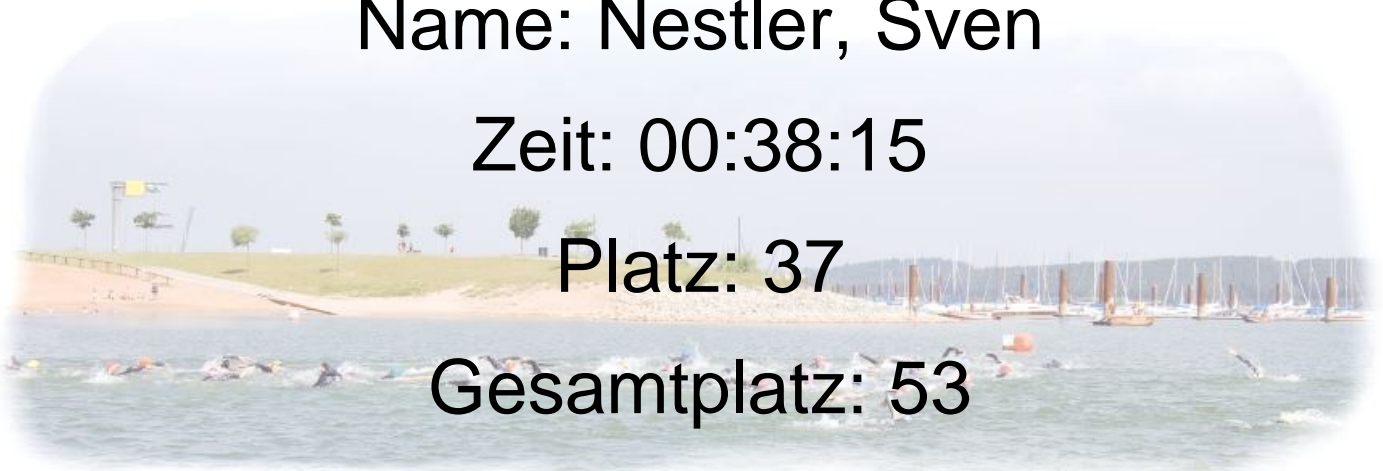 Name: Nestler, Sven
Zeit: 00:38:15
Platz: 37
Gesamtplatz: 53